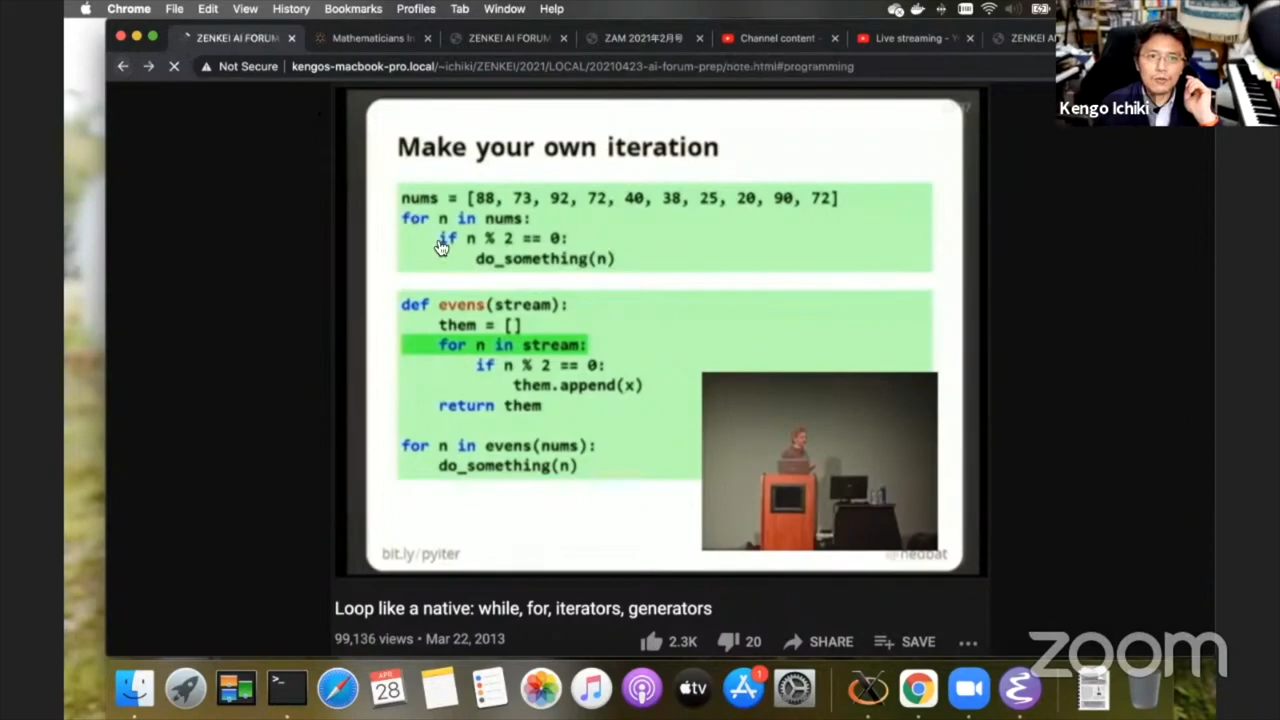 Chrome File Edit View History Bookmarks Profiles Tab Window Help
ZENKEI AI FORUM × Mathematicians In × ZENKEI AI FORUM × ZAM 2021年2月号 × Channel content - × Live streaming - Y × ZENKEI AI
Not Secure kengos-macbook-pro.local/~ichiki/ZENKEI/2021/LOCAL/20210423-ai-forum-prep/note.html#programming
Kengo Ichiki
Make your own iteration
nums = [88, 73, 92, 72, 40, 38, 25, 20, 90, 72]
for n in nums:
if n % 2 == 0:
do_something(n)
def evens(stream):
them = []
for n in stream:
if n % 2 == 0:
them.append(x)
return them
for n in evens(nums):
do_something(n)
bit.ly/pyiter
@nedbat
Loop like a native: while, for, iterators, generators
99,136 views • Mar 22, 2013
2.3K 20 SHARE SAVE
zoom
APR
28
tv
1